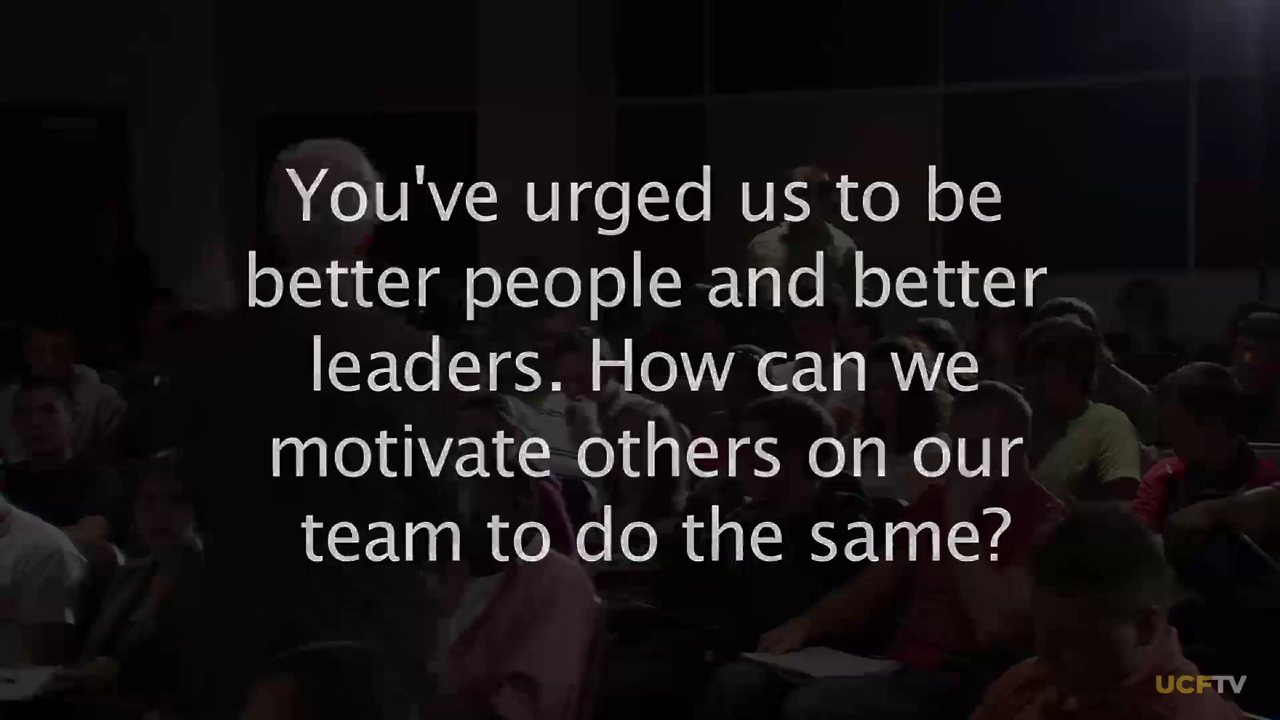 You've urged us to be
better people and better
leaders. How can we
motivate others on our
team to do the same?
UCFTV